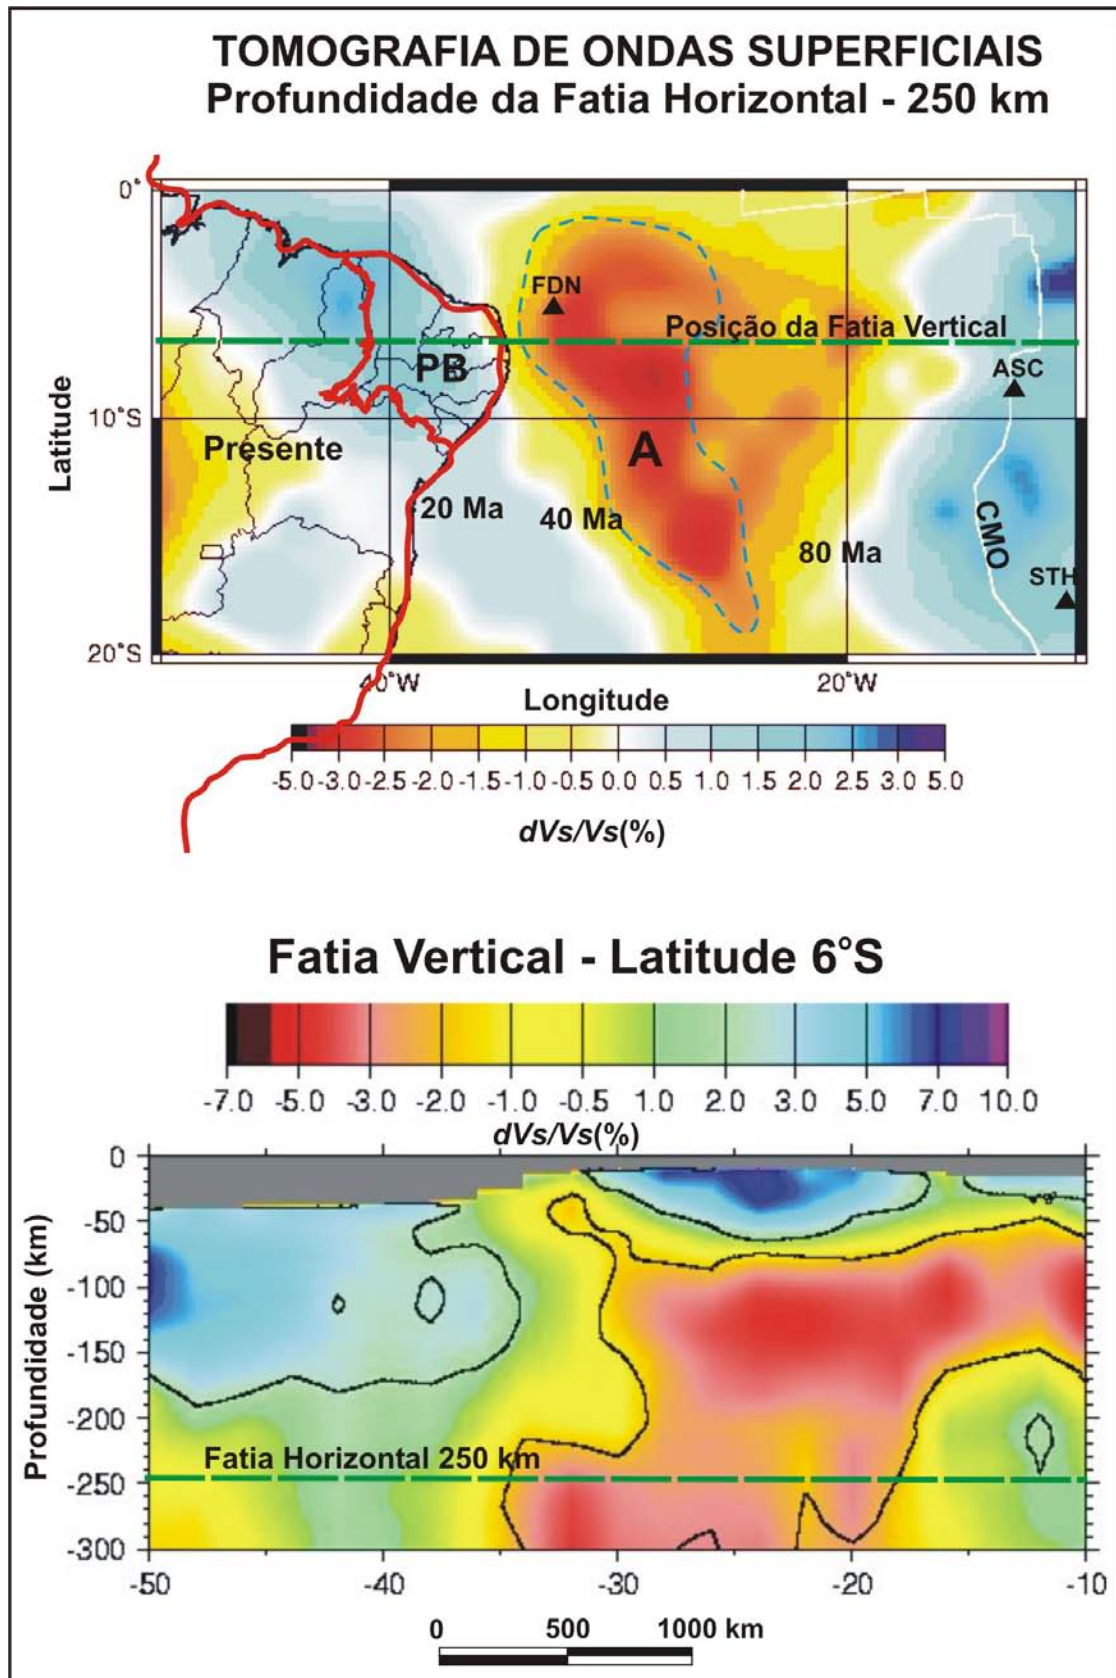 TOMOGRAFIA DE ONDAS SUPERFICIAIS
Profundidade da Fatia Horizontal - 250 km
0°
FDN
Posição da Fatia Vertical
PB
ASC
10°S
Latitude
Presente
A
20 Ma
40 Ma
80 Ma
CMO
STH
20°S
40°W
20°W
Longitude
-5.0 -3.0 -2.5 -2.0 -1.5 -1.0 -0.5 0.0 0.5 1.0 1.5 2.0 2.5 3.0 5.0
dVs/Vs(%)
Fatia Vertical - Latitude 6°S
-7.0 -5.0 -3.0 -2.0 -1.0 -0.5 1.0 2.0 3.0 5.0 7.0 10.0
dVs/Vs(%)
0
-50
-100
-150
-200
-250
-300
Profundidade (km)
Fatia Horizontal 250 km
-50 -40 -30 -20 -10
0 500 1000 km